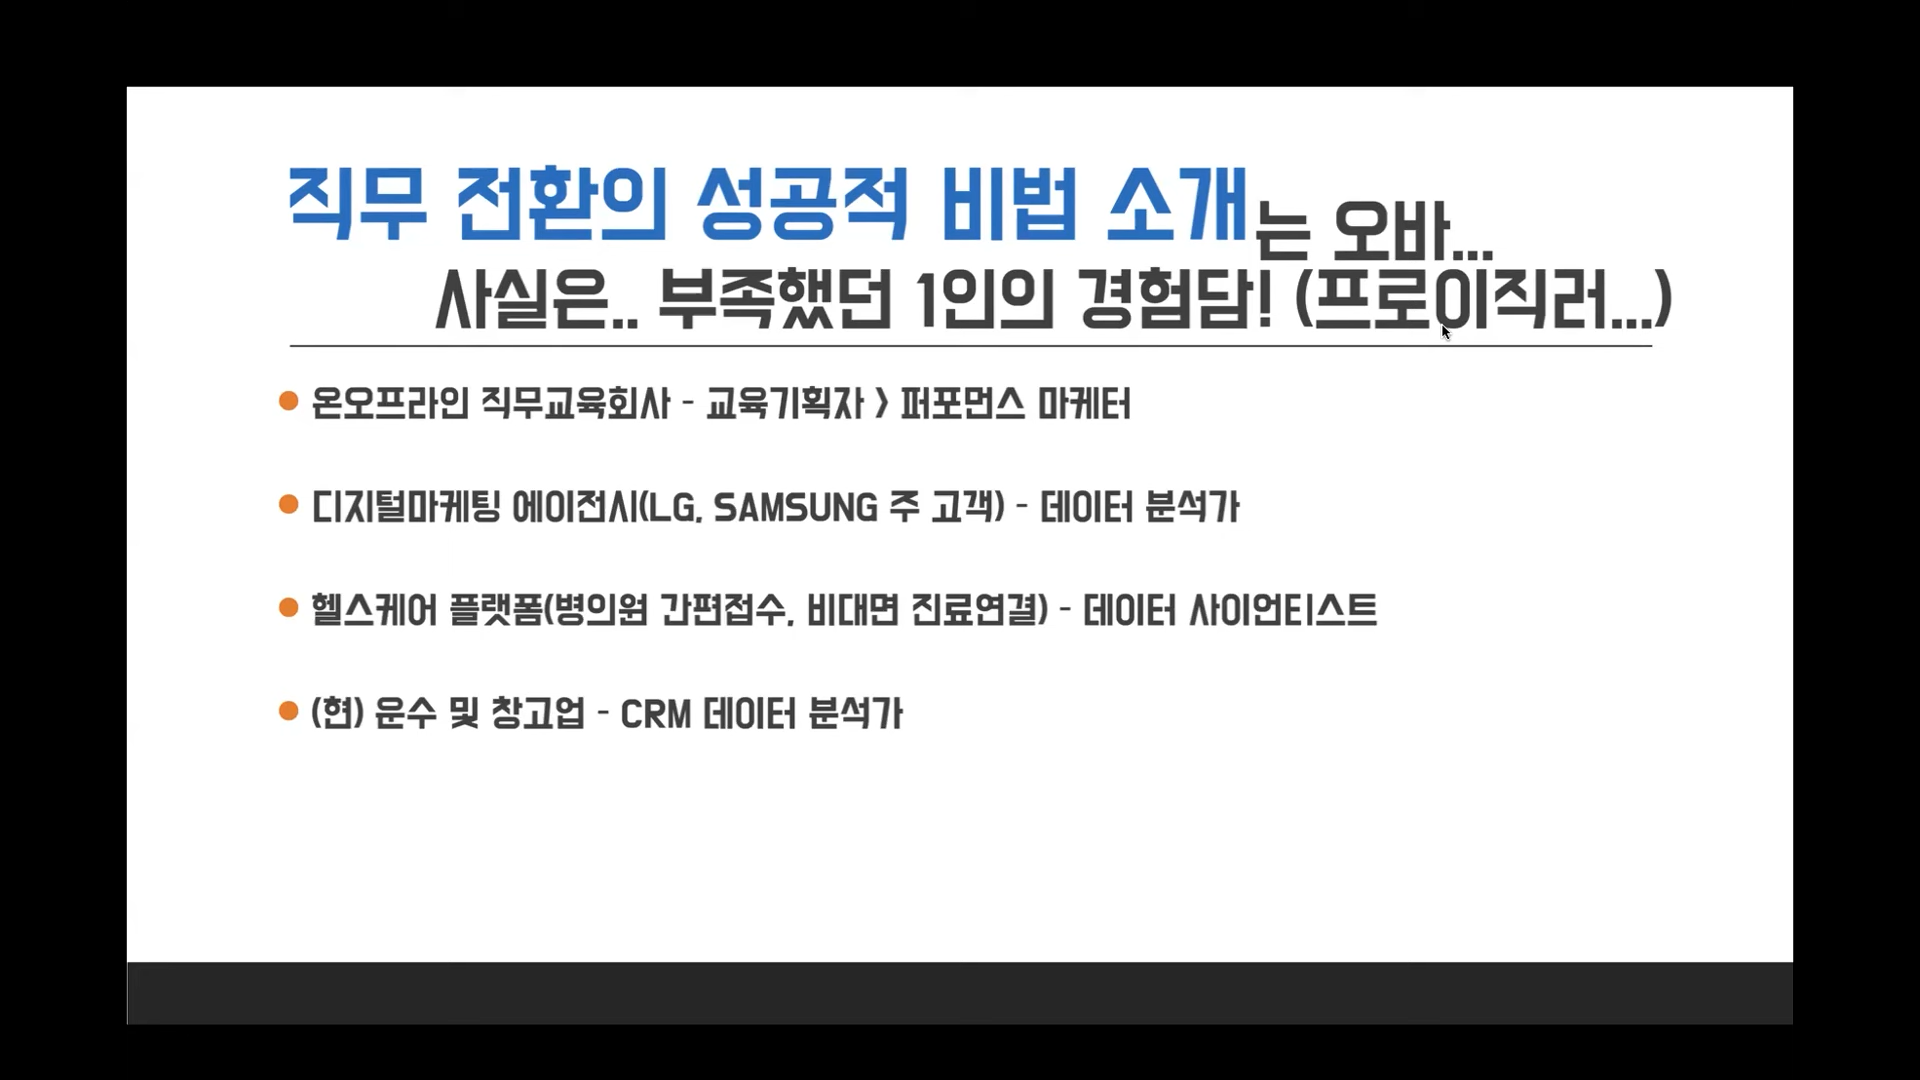 직무 전환의 성공적 비법 소개는 오바...
사실은.. 부족했던 1인의 경험담! (프로이직러...)
온오프라인 직무교육회사 - 교육기획자 > 퍼포먼스 마케터
디지털마케팅 에이전시(LG, SAMSUNG 주 고객) - 데이터 분석가
헬스케어 플랫폼(병의원 간편접수, 비대면 진료연결) - 데이터 사이언티스트
(현) 운수 및 창고업 - CRM 데이터 분석가